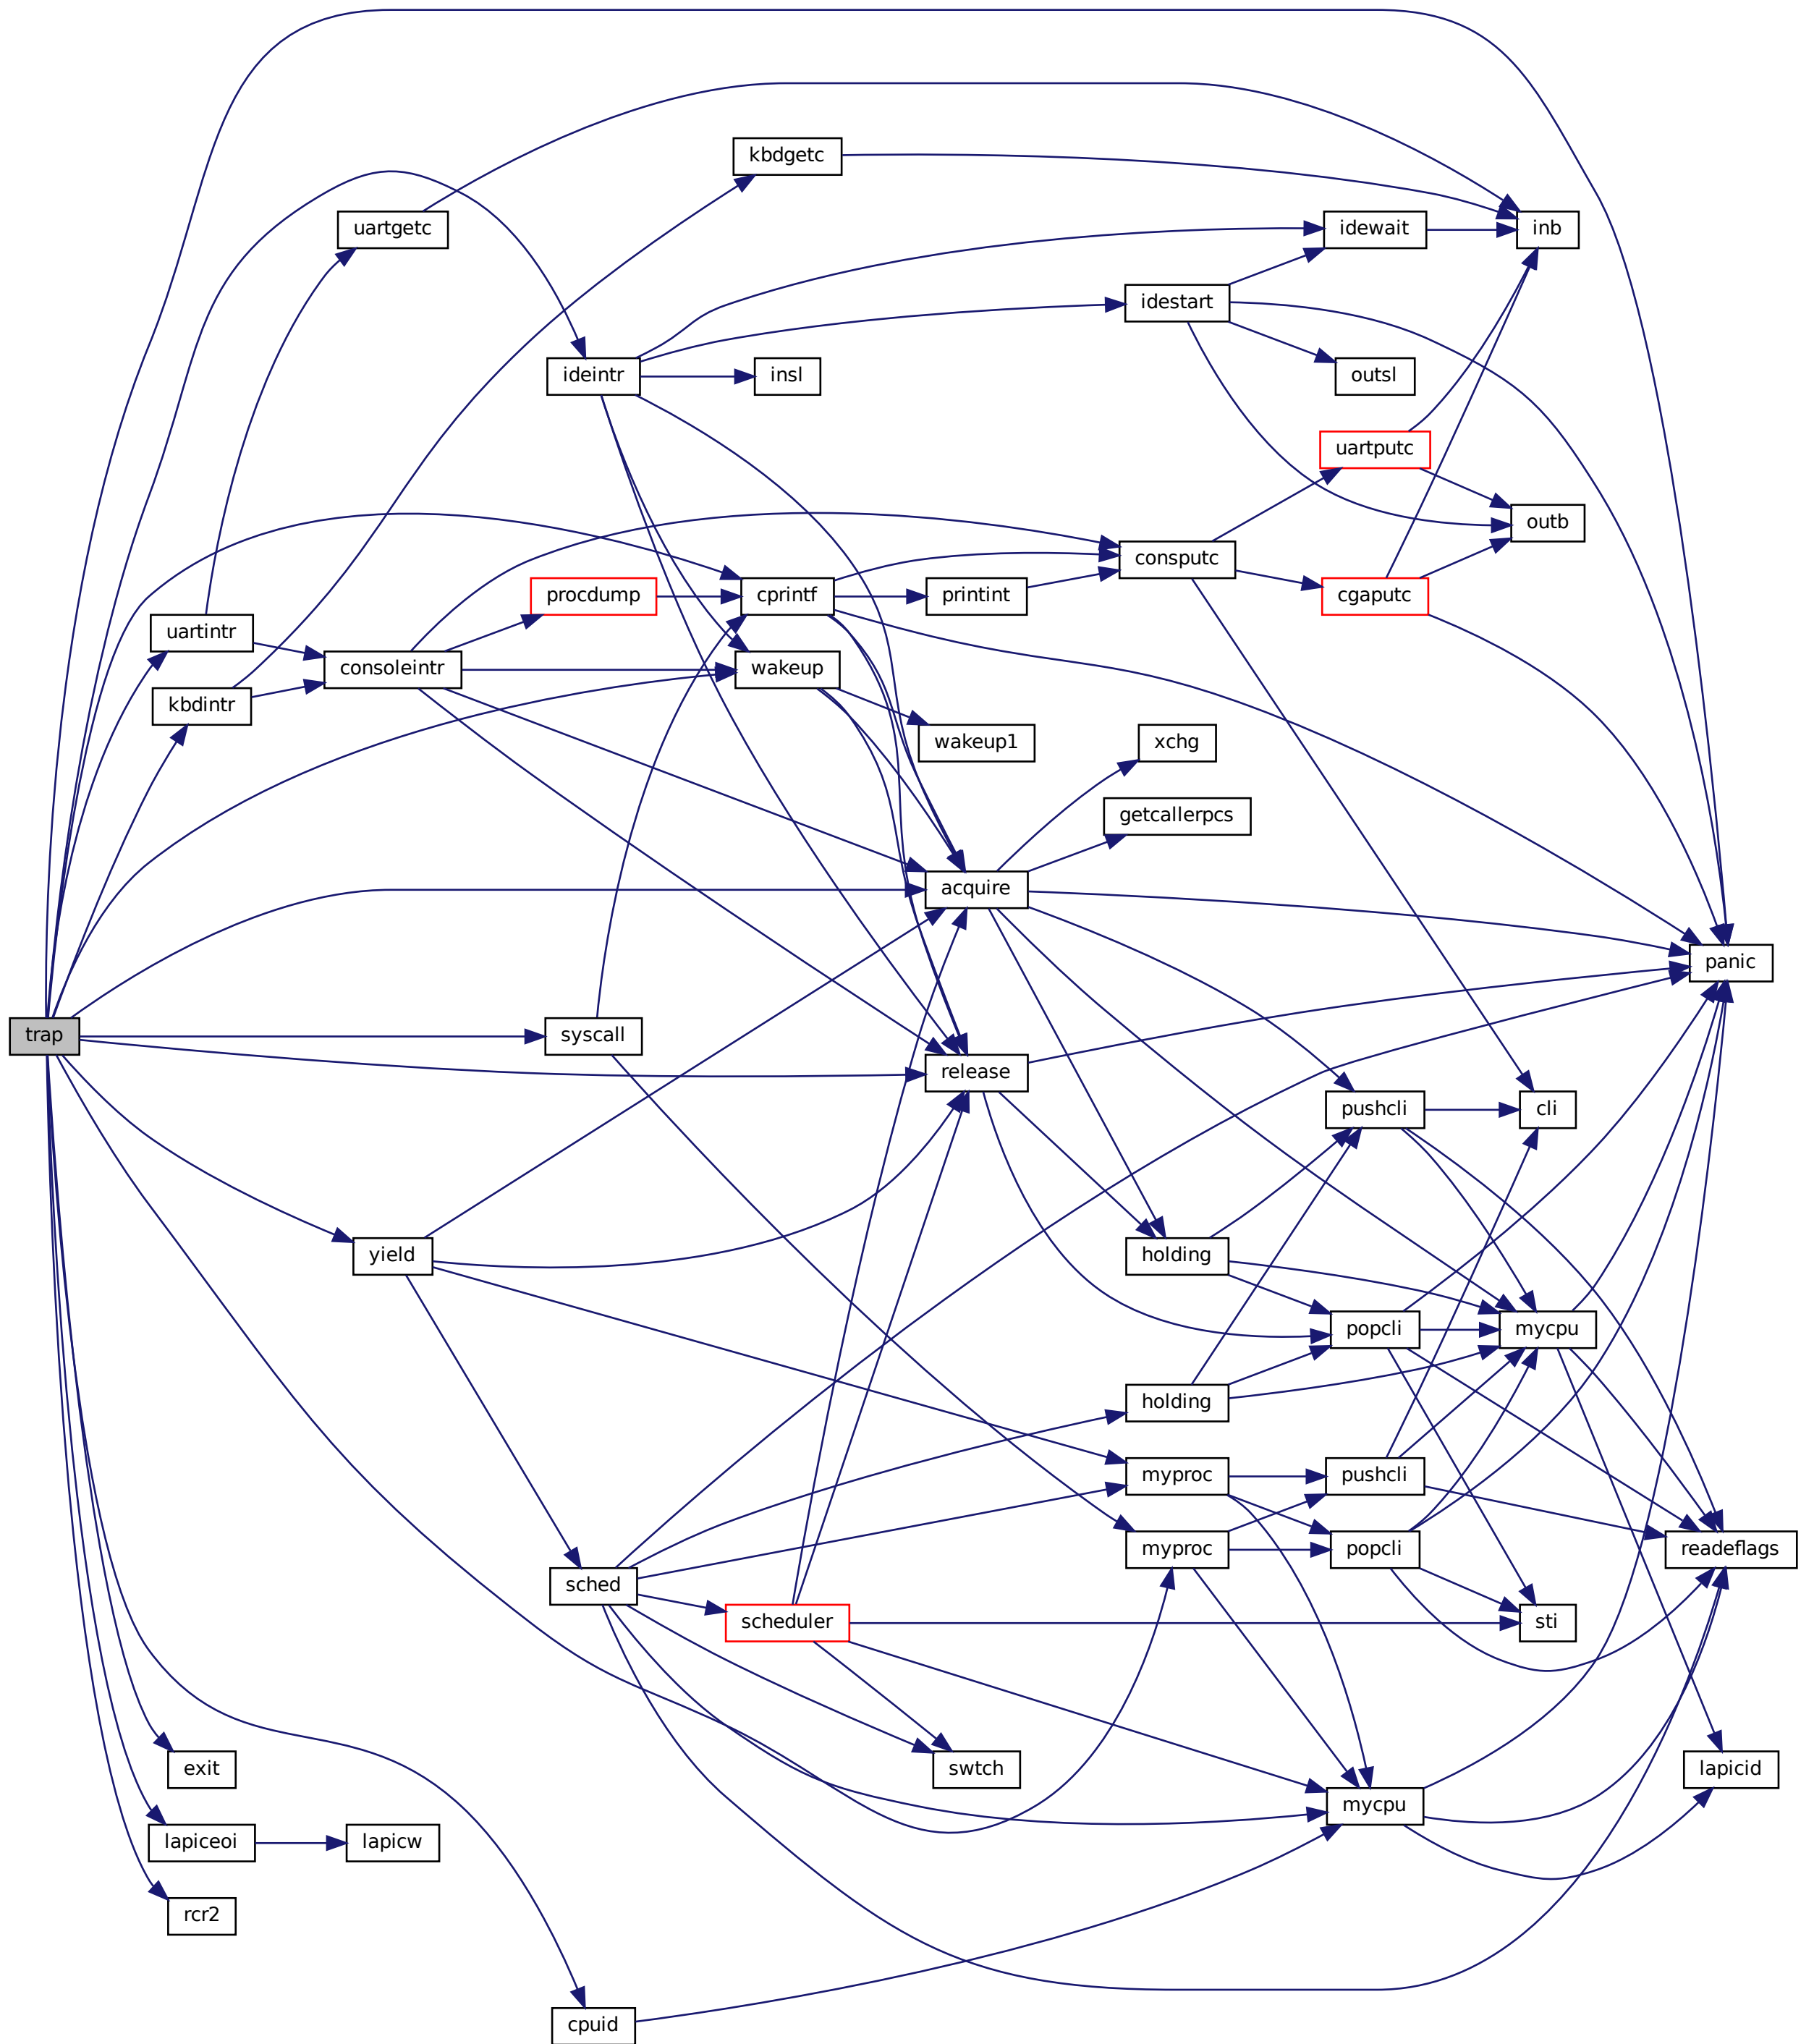 kbdgetc
uartgetc
idewait
inb
idestart
ideintr
insl
outsl
uartputc
outb
consputc
procdump
cprintf
printint
cgaputc
uartintr
consoleintr
wakeup
kbdintr
wakeup1
xchg
getcallerpcs
acquire
panic
trap
syscall
release
pushcli
cli
yield
holding
popcli
mycpu
holding
myproc
pushcli
myproc
popcli
readeflags
sched
scheduler
sti
exit
swtch
lapicid
mycpu
lapiceoi
lapicw
rcr2
cpuid